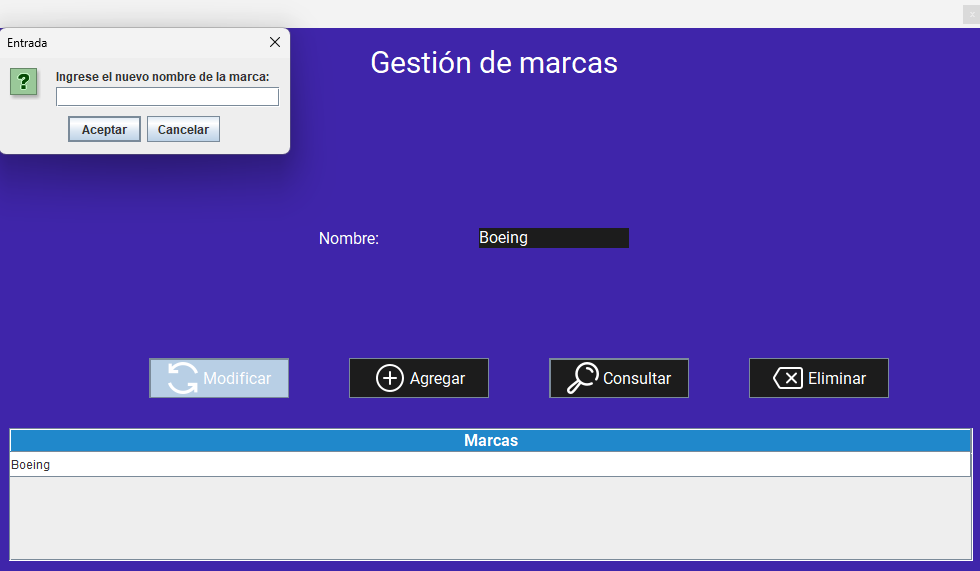 Entrada
Ingrese el nuevo nombre de la marca:
Aceptar Cancelar
Gestión de marcas
Nombre: Boeing
Modificar Agregar Consultar Eliminar
Marcas
Boeing